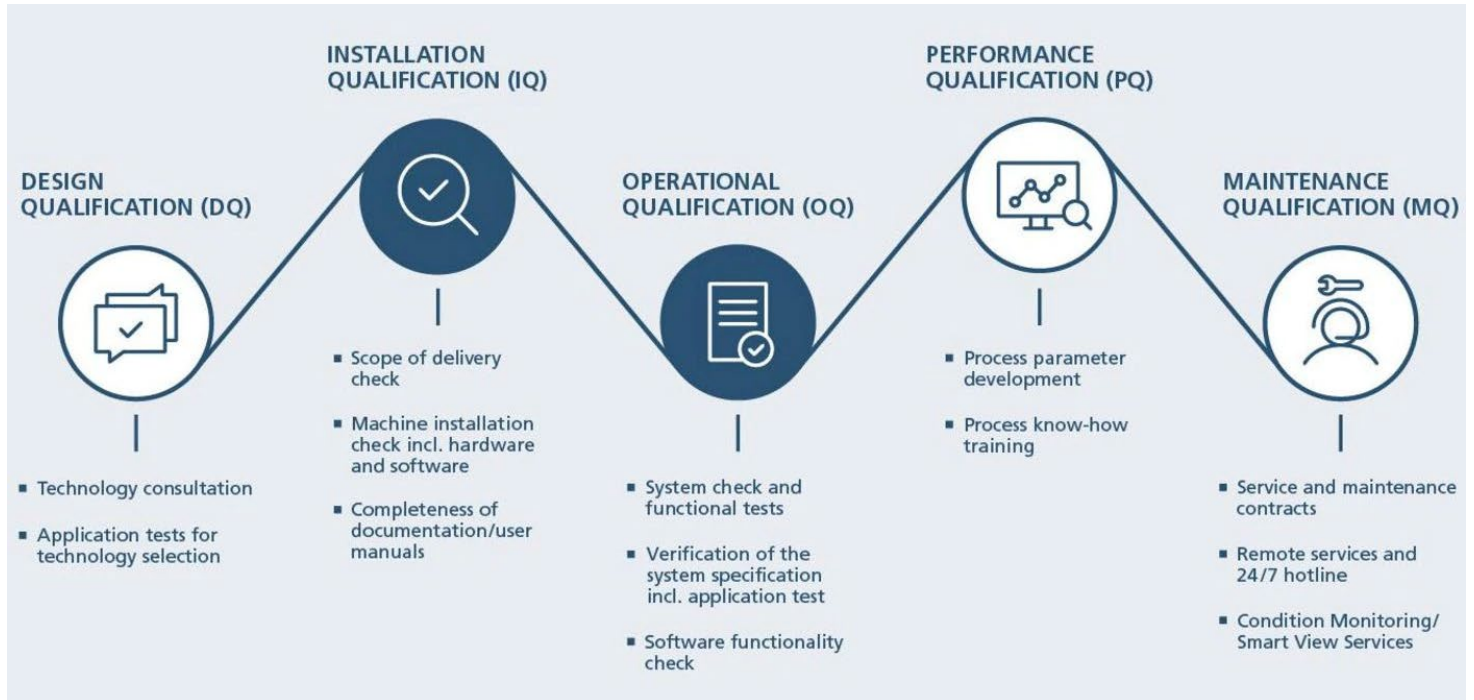 DESIGN
QUALIFICATION (DQ)
▪ Technology consultation
▪ Application tests for
technology selection
INSTALLATION
QUALIFICATION (IQ)
▪ Scope of delivery
check
▪ Machine installation
check incl. hardware
and software
▪ Completeness of
documentation/user
manuals
OPERATIONAL
QUALIFICATION (OQ)
▪ System check and
functional tests
▪ Verification of the
system specification
incl. application test
▪ Software functionality
check
PERFORMANCE
QUALIFICATION (PQ)
▪ Process parameter
development
▪ Process know-how
training
MAINTENANCE
QUALIFICATION (MQ)
▪ Service and maintenance
contracts
▪ Remote services and
24/7 hotline
▪ Condition Monitoring/
Smart View Services